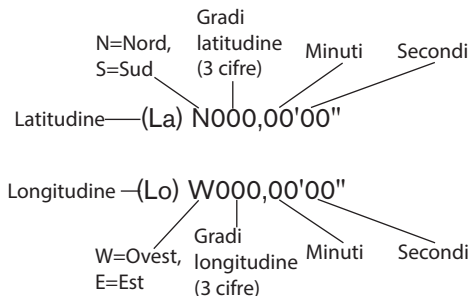 Gradi
latitudine
(3 cifre)
N=Nord,
S=Sud
Minuti
Secondi
Latitudine
(La) N000,00'00"
Longitudine
(Lo) W000,00'00"
W=Ovest,
E=Est
Gradi
longitudine
(3 cifre)
Minuti
Secondi